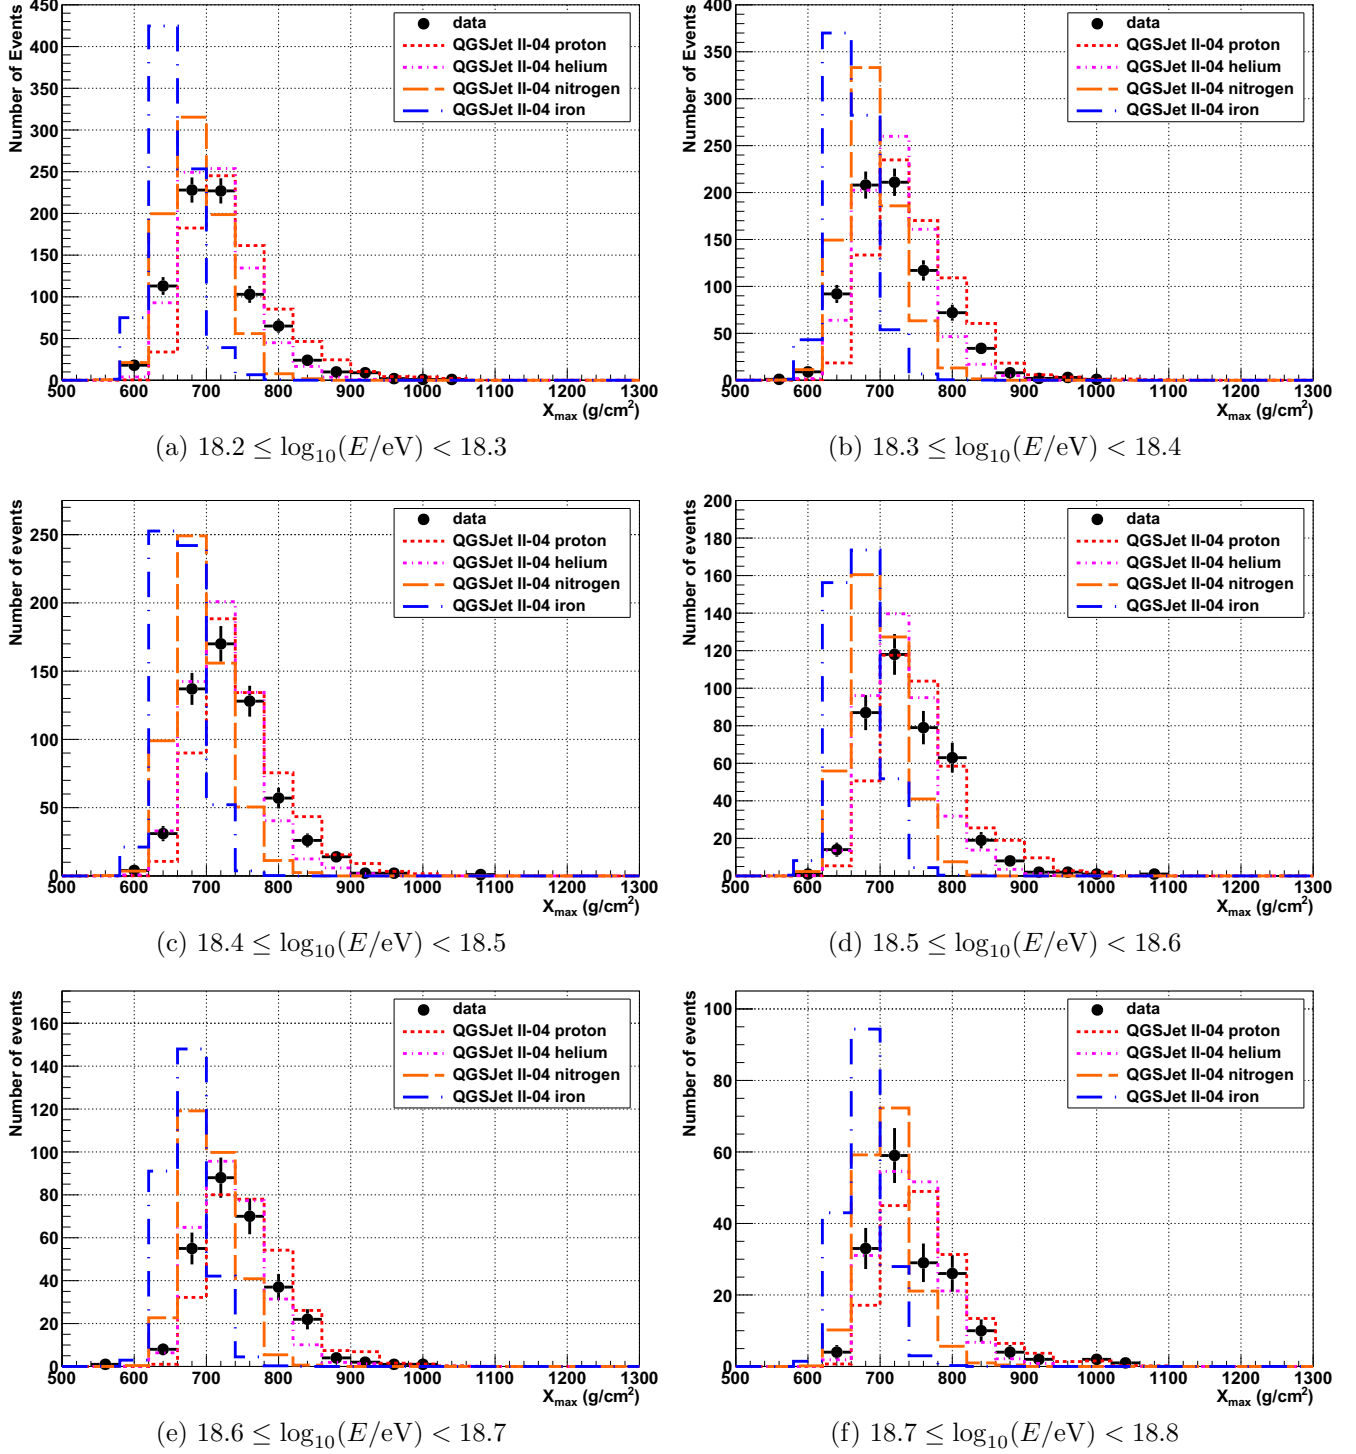 Number of Events
450
400
350
300
250
200
150
100
50
0
data
QGSJet II-04 proton
QGSJet II-04 helium
QGSJet II-04 nitrogen
QGSJet II-04 iron
500 600 700 800 900 1000 1100 1200 1300
Xmax (g/cm²)
(a) 18.2 ≤ log10(E/eV) < 18.3
Number of Events
400
350
300
250
200
150
100
50
0
data
QGSJet II-04 proton
QGSJet II-04 helium
QGSJet II-04 nitrogen
QGSJet II-04 iron
500 600 700 800 900 1000 1100 1200 1300
Xmax (g/cm²)
(b) 18.3 ≤ log10(E/eV) < 18.4
Number of events
250
200
150
100
50
0
data
QGSJet II-04 proton
QGSJet II-04 helium
QGSJet II-04 nitrogen
QGSJet II-04 iron
500 600 700 800 900 1000 1100 1200 1300
Xmax (g/cm²)
(c) 18.4 ≤ log10(E/eV) < 18.5
Number of events
200
180
160
140
120
100
80
60
40
20
0
data
QGSJet II-04 proton
QGSJet II-04 helium
QGSJet II-04 nitrogen
QGSJet II-04 iron
500 600 700 800 900 1000 1100 1200 1300
Xmax (g/cm²)
(d) 18.5 ≤ log10(E/eV) < 18.6
Number of events
160
140
120
100
80
60
40
20
0
data
QGSJet II-04 proton
QGSJet II-04 helium
QGSJet II-04 nitrogen
QGSJet II-04 iron
500 600 700 800 900 1000 1100 1200 1300
Xmax (g/cm²)
(e) 18.6 ≤ log10(E/eV) < 18.7
Number of events
100
80
60
40
20
0
data
QGSJet II-04 proton
QGSJet II-04 helium
QGSJet II-04 nitrogen
QGSJet II-04 iron
500 600 700 800 900 1000 1100 1200 1300
Xmax (g/cm²)
(f) 18.7 ≤ log10(E/eV) < 18.8